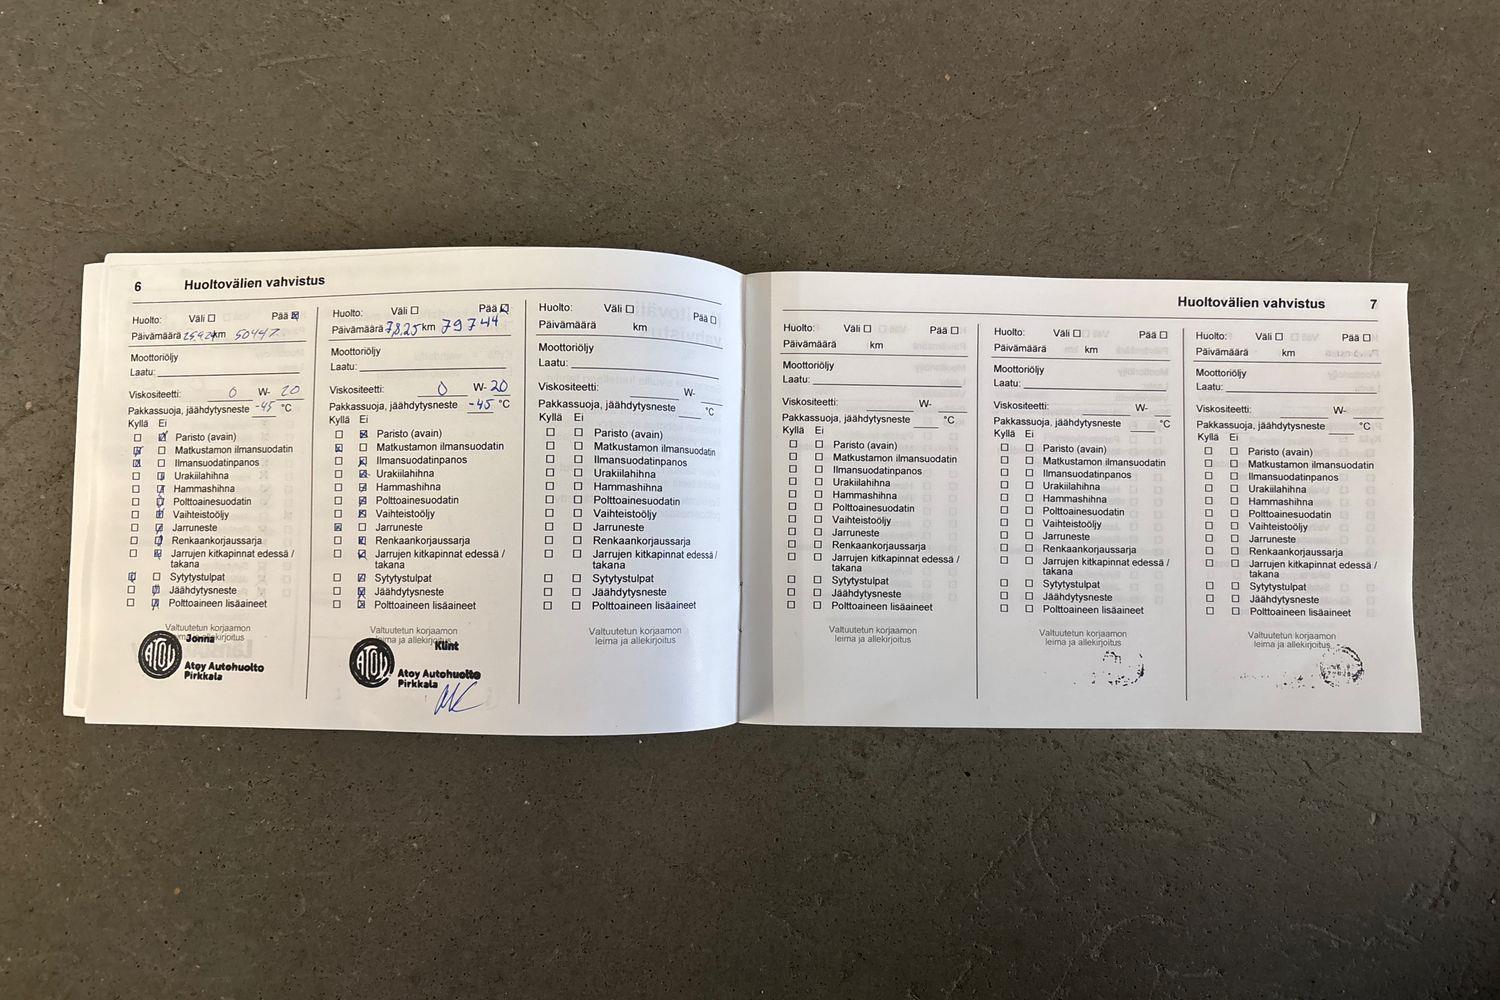 6 Huoltovälien vahvistus
Huolto: Väli ☐ Pää ☒
Päivämäärä 25.4.24 km 50447
Moottoriöljy
Laatu:
Viskositeetti: 0 W- 20
Pakkassuoja, jäähdytysneste -45 °C
Kyllä Ei
Paristo (avain)
Matkustamon ilmansuodatin
Ilmansuodatinpanos
Urakiilahihna
Hammashihna
Polttoainesuodatin
Vaihteistoöljy
Jarruneste
Renkaankorjaussarja
Jarrujen kitkapinnat edessä /
takana
Sytytystulpat
Jäähdytysneste
Polttoaineen lisäaineet
Valtuutetun korjaamon
leima ja allekirjoitus
Jonna
ATOY
Atoy Autohuolto
Pirkkala
Huolto: Väli ☐ Pää ☒
Päivämäärä 7.8.25 km 79744
Moottoriöljy
Laatu:
Viskositeetti: 0 W- 20
Pakkassuoja, jäähdytysneste -45 °C
Kyllä Ei
Paristo (avain)
Matkustamon ilmansuodatin
Ilmansuodatinpanos
Urakiilahihna
Hammashihna
Polttoainesuodatin
Vaihteistoöljy
Jarruneste
Renkaankorjaussarja
Jarrujen kitkapinnat edessä /
takana
Sytytystulpat
Jäähdytysneste
Polttoaineen lisäaineet
Valtuutetun korjaamon
leima ja allekirjoitus
Klint
ATOY
Atoy Autohuolto
Pirkkala
Huolto: Väli ☐ Pää ☐
Päivämäärä km
Moottoriöljy
Laatu:
Viskositeetti: W-
Pakkassuoja, jäähdytysneste °C
Kyllä Ei
Paristo (avain)
Matkustamon ilmansuodatin
Ilmansuodatinpanos
Urakiilahihna
Hammashihna
Polttoainesuodatin
Vaihteistoöljy
Jarruneste
Renkaankorjaussarja
Jarrujen kitkapinnat edessä /
takana
Sytytystulpat
Jäähdytysneste
Polttoaineen lisäaineet
Valtuutetun korjaamon
leima ja allekirjoitus
Huoltovälien vahvistus 7
Huolto: Väli ☐ Pää ☐
Päivämäärä km
Moottoriöljy
Laatu:
Viskositeetti: W-
Pakkassuoja, jäähdytysneste °C
Kyllä Ei
Paristo (avain)
Matkustamon ilmansuodatin
Ilmansuodatinpanos
Urakiilahihna
Hammashihna
Polttoainesuodatin
Vaihteistoöljy
Jarruneste
Renkaankorjaussarja
Jarrujen kitkapinnat edessä /
takana
Sytytystulpat
Jäähdytysneste
Polttoaineen lisäaineet
Valtuutetun korjaamon
leima ja allekirjoitus
Huolto: Väli ☐ Pää ☐
Päivämäärä km
Moottoriöljy
Laatu:
Viskositeetti: W-
Pakkassuoja, jäähdytysneste °C
Kyllä Ei
Paristo (avain)
Matkustamon ilmansuodatin
Ilmansuodatinpanos
Urakiilahihna
Hammashihna
Polttoainesuodatin
Vaihteistoöljy
Jarruneste
Renkaankorjaussarja
Jarrujen kitkapinnat edessä /
takana
Sytytystulpat
Jäähdytysneste
Polttoaineen lisäaineet
Valtuutetun korjaamon
leima ja allekirjoitus
Huolto: Väli ☐ Pää ☐
Päivämäärä km
Moottoriöljy
Laatu:
Viskositeetti: W-
Pakkassuoja, jäähdytysneste °C
Kyllä Ei
Paristo (avain)
Matkustamon ilmansuodatin
Ilmansuodatinpanos
Urakiilahihna
Hammashihna
Polttoainesuodatin
Vaihteistoöljy
Jarruneste
Renkaankorjaussarja
Jarrujen kitkapinnat edessä /
takana
Sytytystulpat
Jäähdytysneste
Polttoaineen lisäaineet
Valtuutetun korjaamon
leima ja allekirjoitus